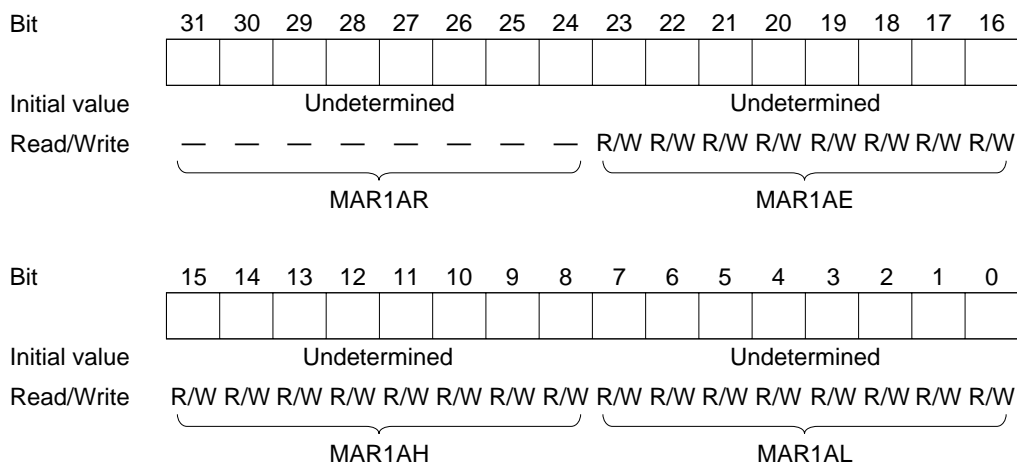 Bit 31 30 29 28 27 26 25 24 23 22 21 20 19 18 17 16
Initial value Undetermined Undetermined
Read/Write — — — — — — — — R/W R/W R/W R/W R/W R/W R/W R/W
MAR1AR MAR1AE
Bit 15 14 13 12 11 10 9 8 7 6 5 4 3 2 1 0
Initial value Undetermined Undetermined
Read/Write R/W R/W R/W R/W R/W R/W R/W R/W R/W R/W R/W R/W R/W R/W R/W R/W
MAR1AH MAR1AL